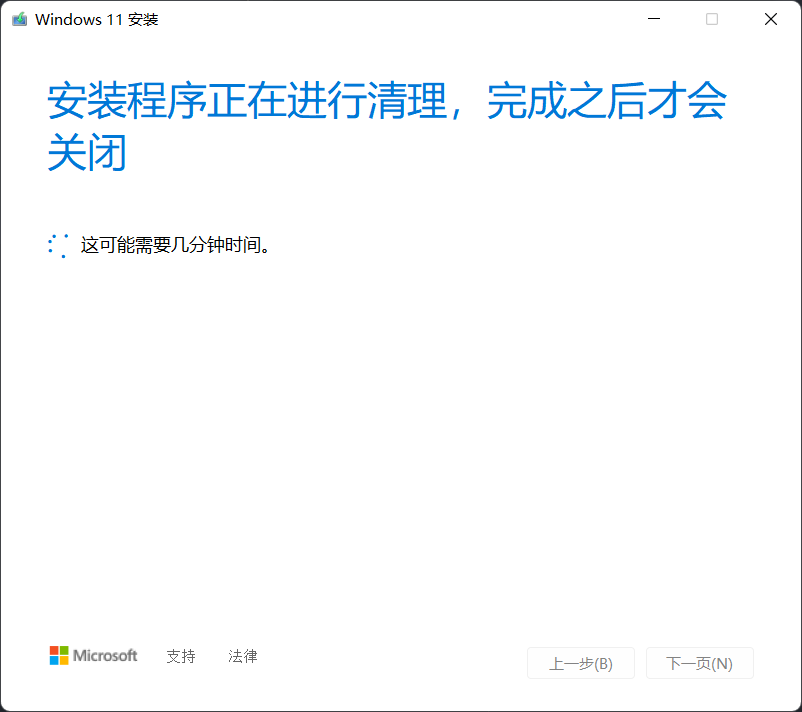 Windows 11 安装
安装程序正在进行清理，完成之后才会
关闭
这可能需要几分钟时间。
Microsoft 支持 法律 上一步(B) 下一页(N)